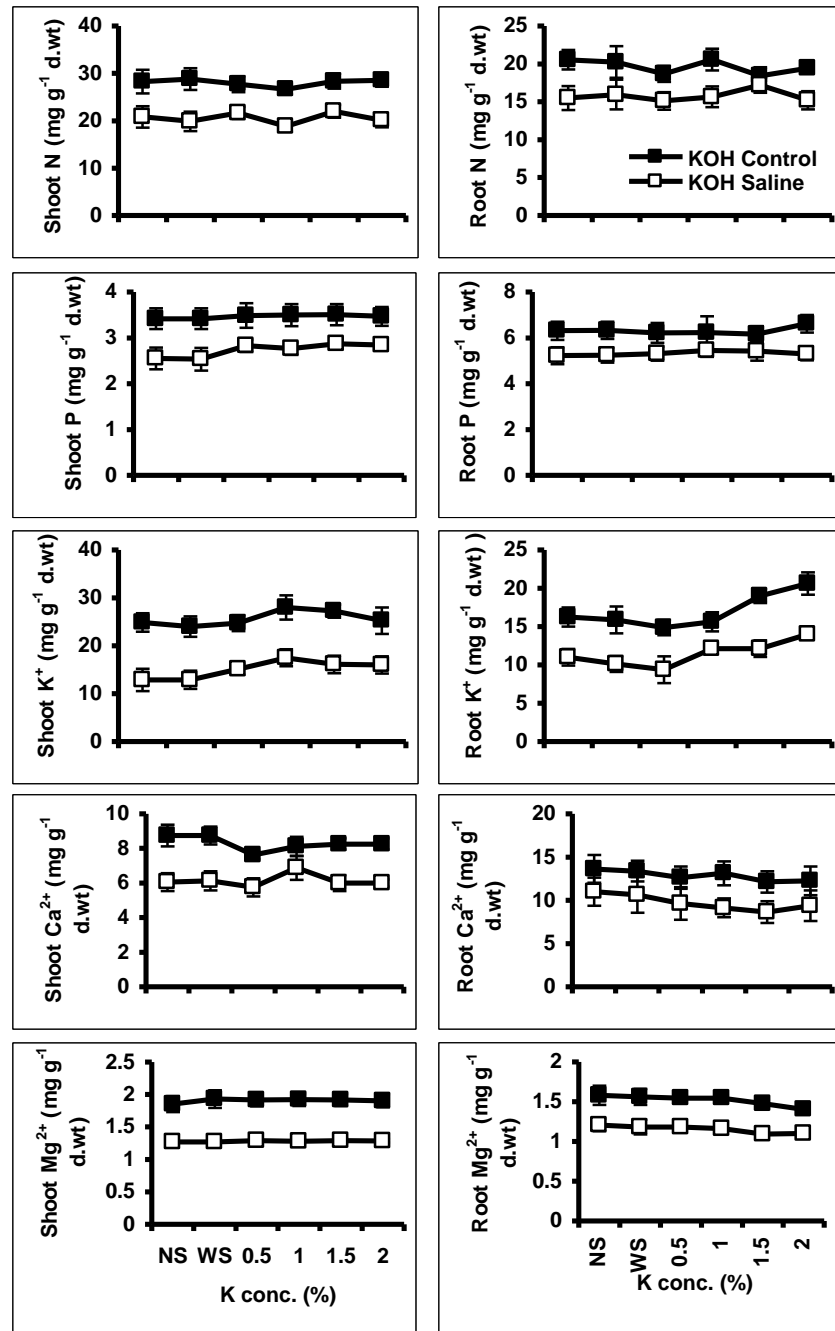 40
30
20
10
0
Shoot N (mg g⁻¹ d.wt)
25
20
15
10
5
0
Root N (mg g⁻¹ d.wt)
KOH Control
KOH Saline
4
3
2
1
0
Shoot P (mg g⁻¹ d.wt)
8
6
4
2
0
Root P (mg g⁻¹ d.wt)
40
30
20
10
0
Shoot K⁺ (mg g⁻¹ d.wt)
25
20
15
10
5
0
Root K⁺ (mg g⁻¹ d.wt) )
10
8
6
4
2
0
Shoot Ca²⁺ (mg g⁻¹
d.wt)
20
15
10
5
0
Root Ca²⁺ (mg g⁻¹
d.wt)
2.5
2
1.5
1
0.5
0
Shoot Mg²⁺ (mg g⁻¹
d.wt)
NS WS 0.5 1 1.5 2
K conc. (%)
2
1.5
1
0.5
0
Root Mg²⁺ (mg g⁻¹
d.wt)
NS WS 0.5 1 1.5 2
K conc. (%)